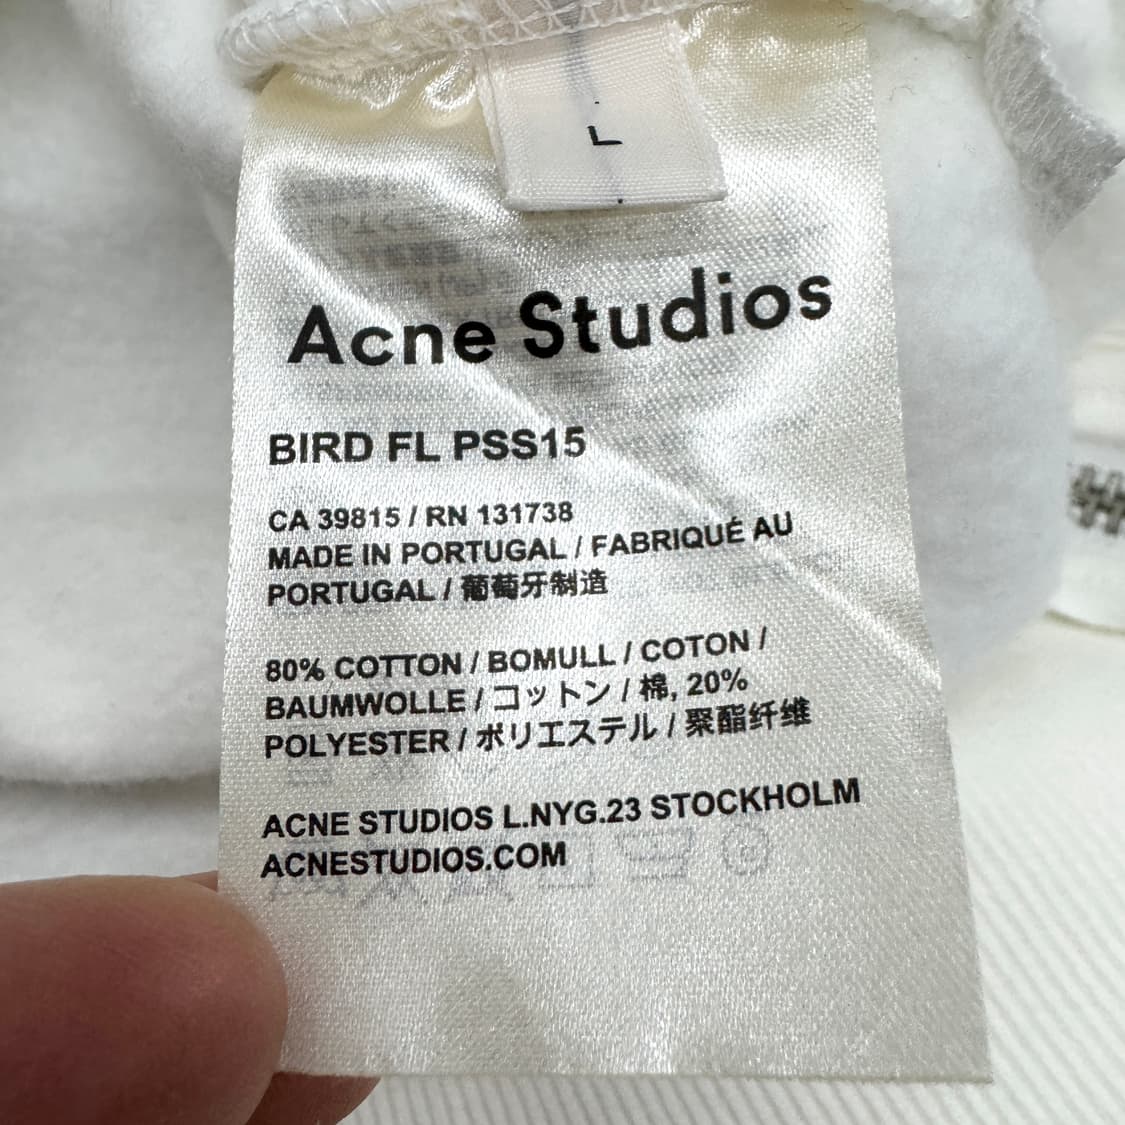 L
Acne Studios
BIRD FL PSS15
CA 39815 / RN 131738
MADE IN PORTUGAL / FABRIQUÉ AU
PORTUGAL / 葡萄牙制造
80% COTTON / BOMULL / COTON /
BAUMWOLLE / コットン / 棉, 20%
POLYESTER / ポリエステル / 聚酯纤维
ACNE STUDIOS L.NYG.23 STOCKHOLM
ACNESTUDIOS.COM